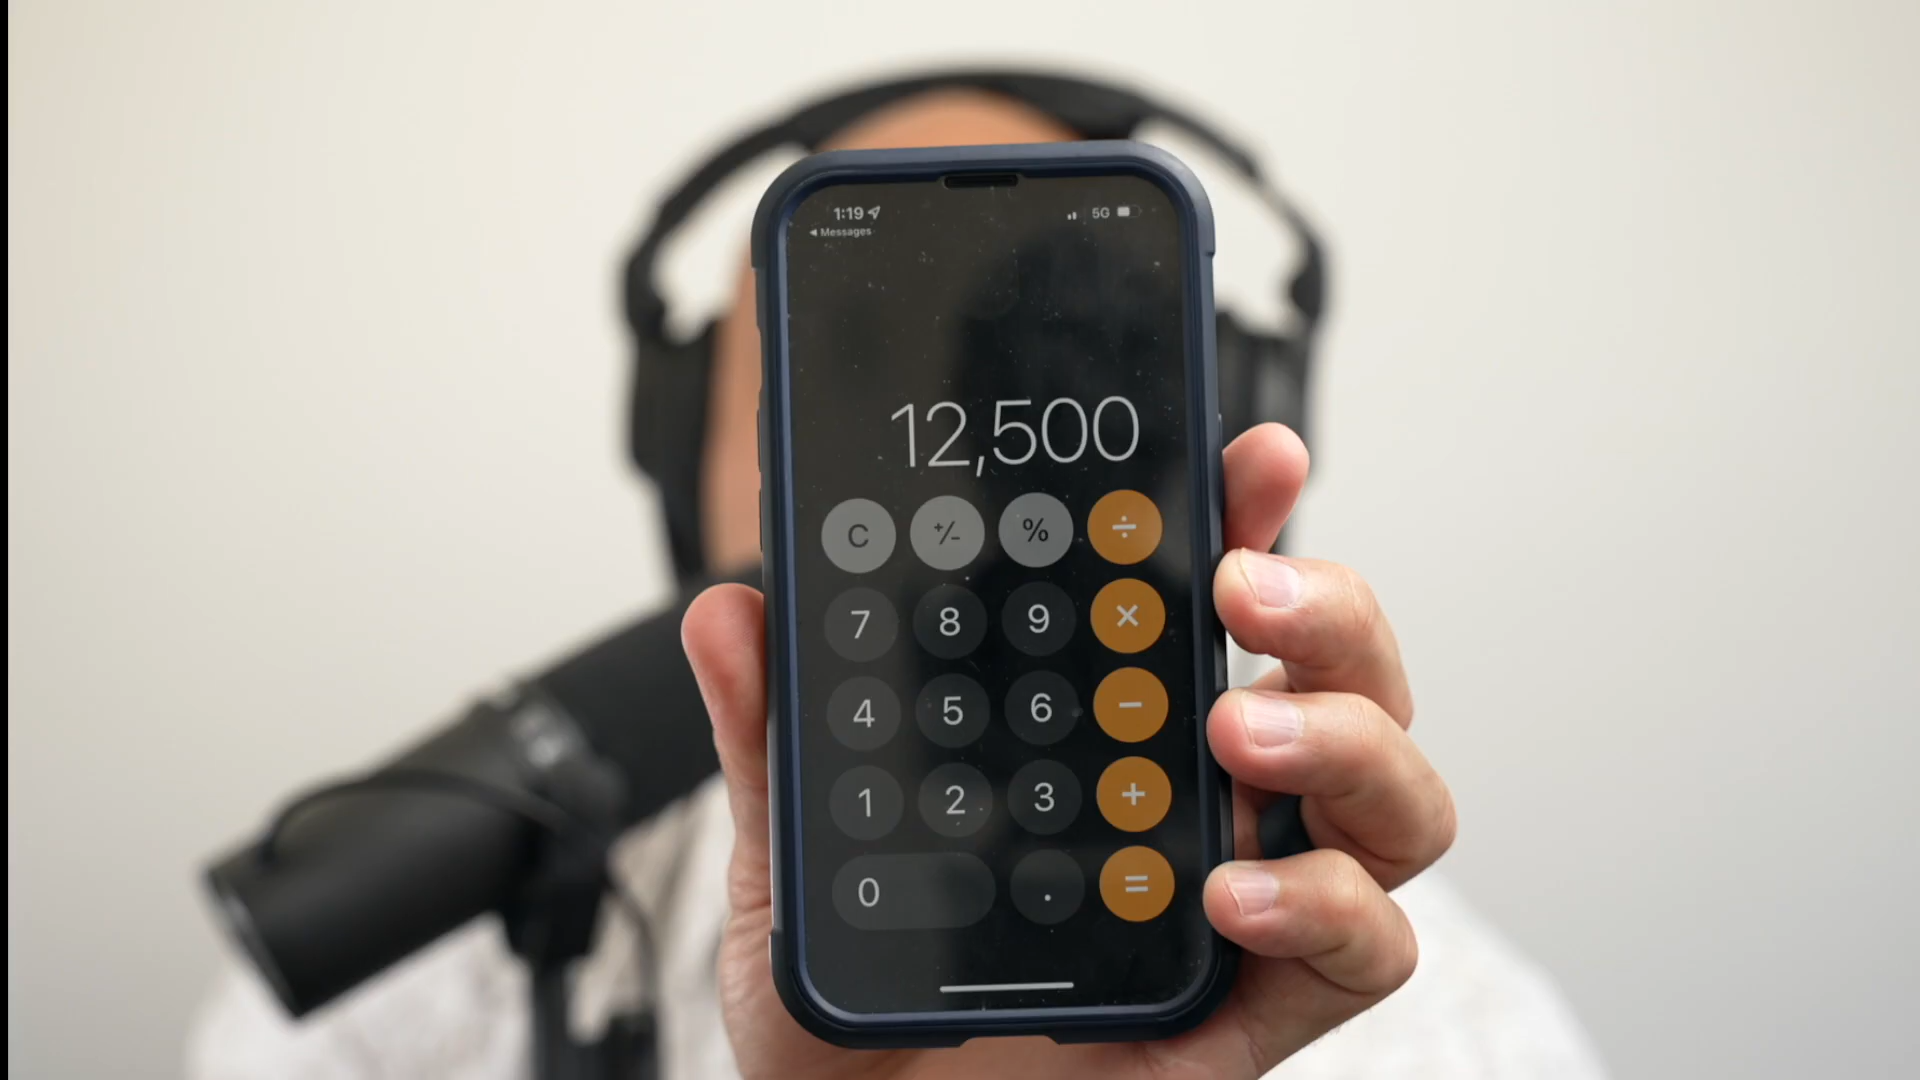 1:19 5G
◀ Messages
12,500
C +/- % ÷
7 8 9 ×
4 5 6 −
1 2 3 +
0 . =